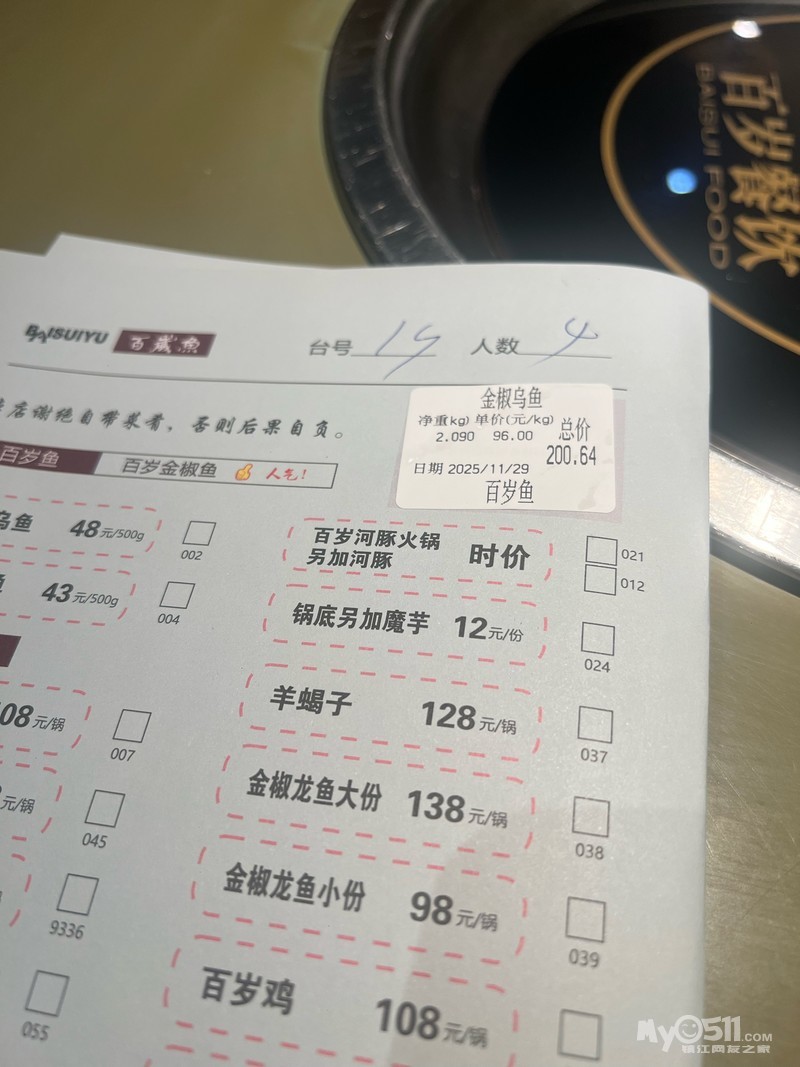 百岁餐饮
BAISUI FOOD
BAISUIYU 百岁鱼
台号 人数 4
店谢绝自带菜肴，否则后果自负。
金椒乌鱼
净重(kg) 单价(元/kg) 总价
2.090 96.00 200.64
日期 2025/11/29
百岁鱼
百岁鱼 百岁金椒鱼 人气!
乌鱼 48元/500g 002
43元/500g 004
08元/锅 007
元/锅 045
9336
055
百岁河豚火锅 时价 021
另加河豚 012
锅底另加魔芋 12元/份 024
羊蝎子 128元/锅 037
金椒龙鱼大份 138元/锅 038
金椒龙鱼小份 98元/锅 039
百岁鸡 108元/锅
MyO511.COM
镇江网友之家